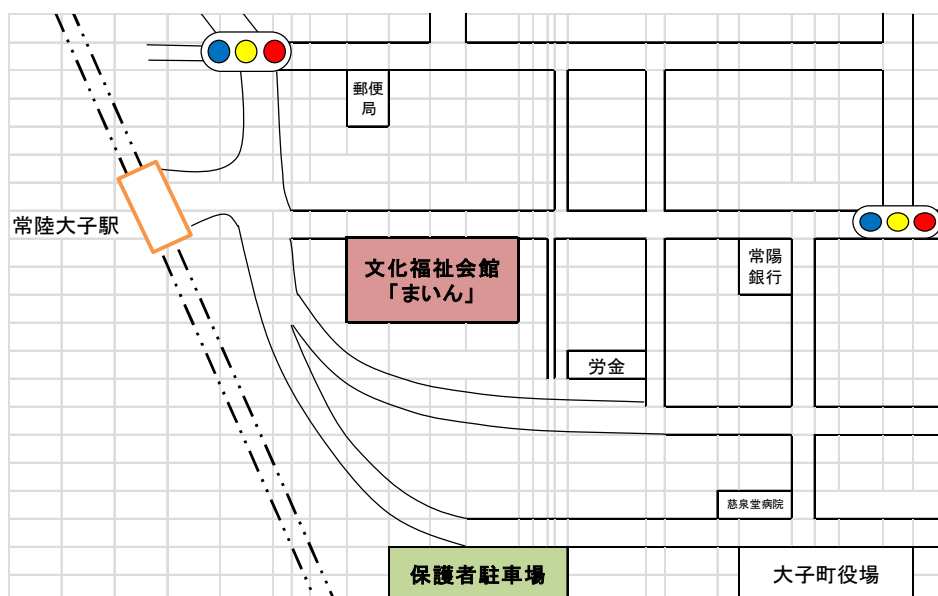 郵便
局
常陸大子駅
文化福祉会館
「まいん」
常陽
銀行
労金
慈泉堂病院
保護者駐車場
大子町役場